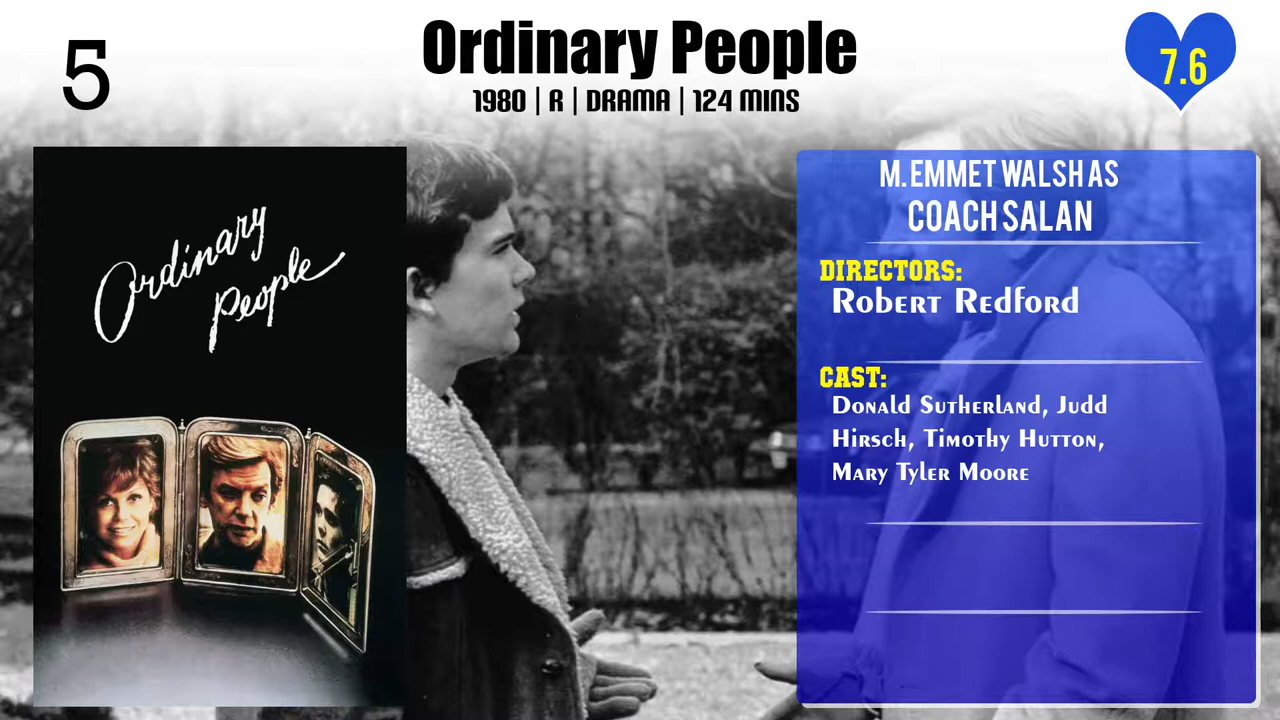 5
Ordinary People
1980 | R | DRAMA | 124 MINS
7.6
Ordinary
People
M. EMMET WALSH AS
COACH SALAN
DIRECTORS:
Robert Redford
CAST:
Donald Sutherland, Judd
Hirsch, Timothy Hutton,
Mary Tyler Moore